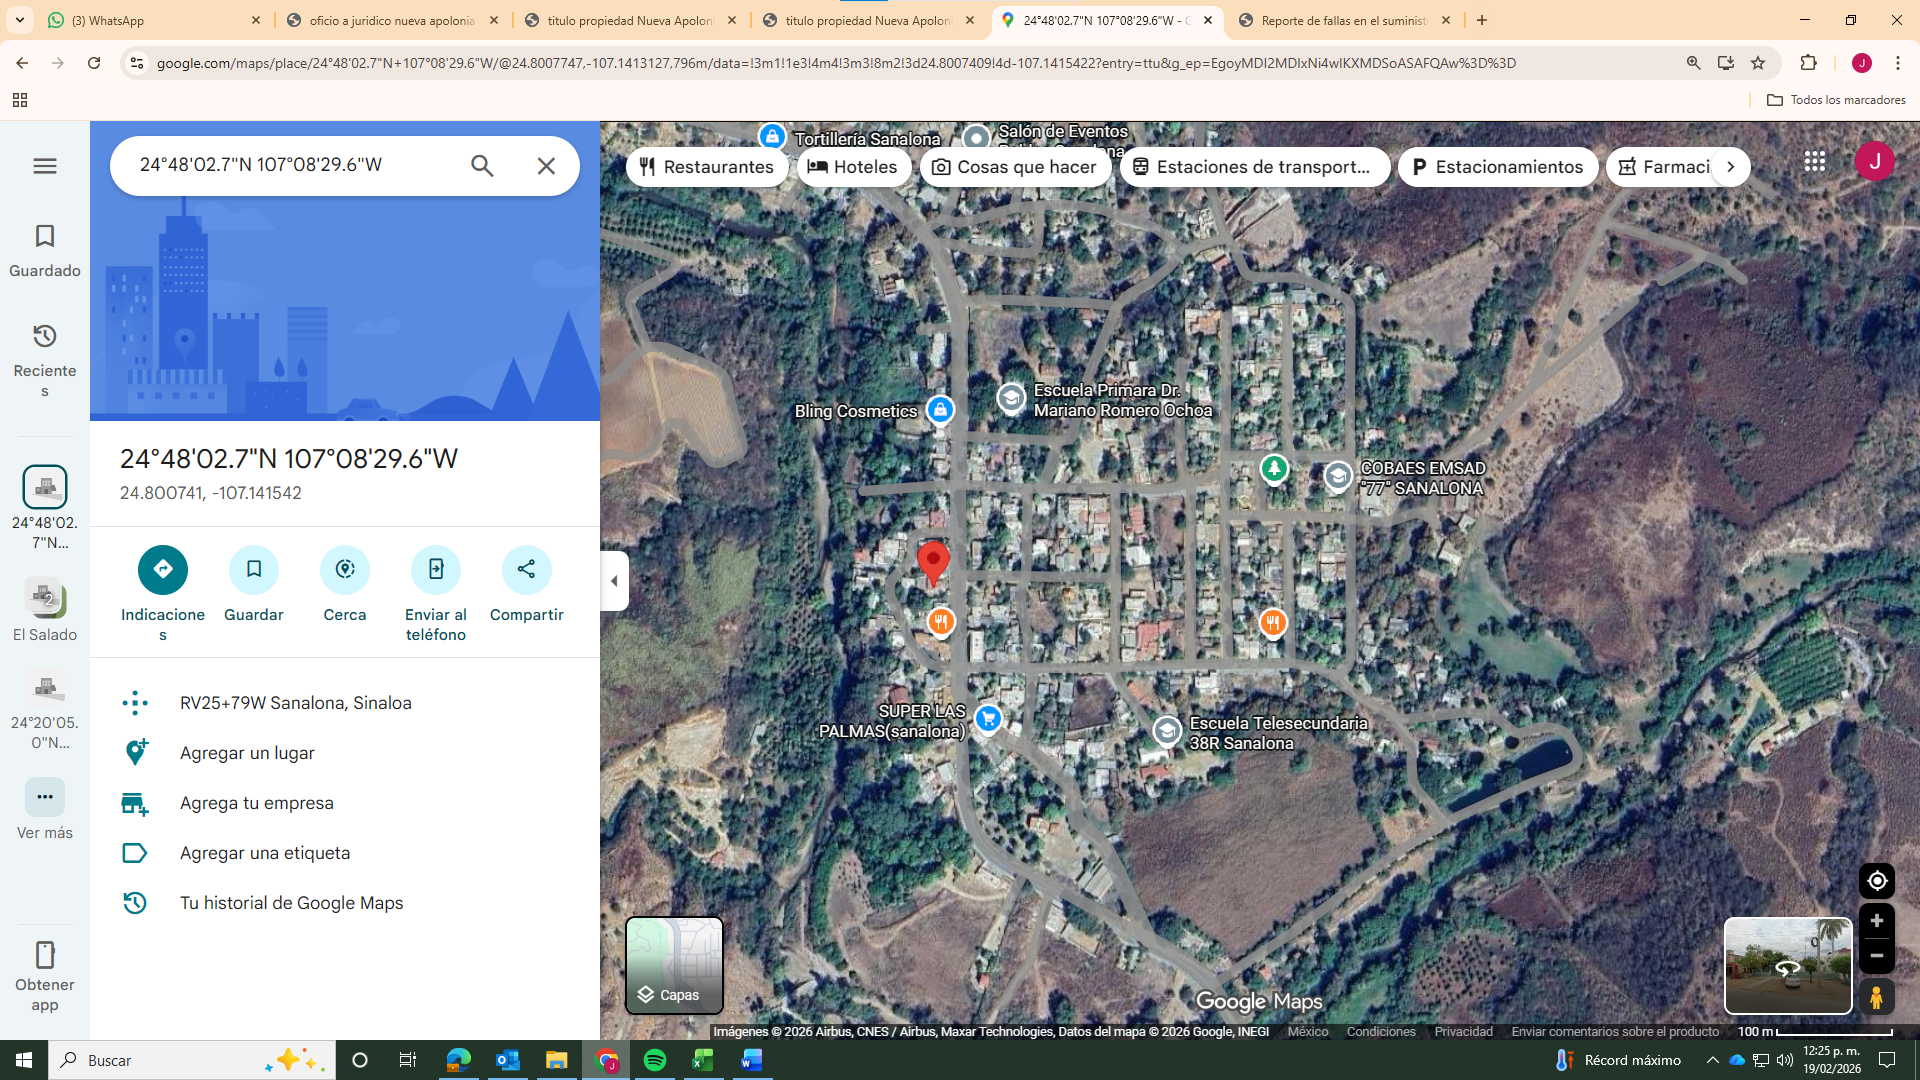 (3) WhatsApp
oficio a juridico nueva apolonia
titulo propiedad Nueva Apolon
titulo propiedad Nueva Apolon
24°48'02.7"N 107°08'29.6"W - G
Reporte de fallas en el suminist
google.com/maps/place/24°48'02.7"N+107°08'29.6"W/@24.8007747,-107.1413127,796m/data=!3m1!1e3!4m4!3m3!8m2!3d24.8007409!4d-107.1415422?entry=ttu&g_ep=EgoyMDI2MDIxNi4wIKXMDSoASAFQAw%3D%3D
Todos los marcadores
24°48'02.7"N 107°08'29.6"W
Guardado
Reciente
s
24°48'02.
7"N...
2
El Salado
24°20'05.
0"N...
Ver más
Obtener
app
24°48'02.7"N 107°08'29.6"W
24.800741, -107.141542
Indicacione
s
Guardar
Cerca
Enviar al
teléfono
Compartir
RV25+79W Sanalona, Sinaloa
Agregar un lugar
Agrega tu empresa
Agregar una etiqueta
Tu historial de Google Maps
Tortillería Sanalona
Salón de Eventos
Restaurantes
Hoteles
Cosas que hacer
Estaciones de transport...
P Estacionamientos
Farmaci
J
Bling Cosmetics
Escuela Primara Dr.
Mariano Romero Ochoa
COBAES EMSAD
"77" SANALONA
SUPER LAS
PALMAS(sanalona)
Escuela Telesecundaria
38R Sanalona
Capas
Google Maps
Imágenes © 2026 Airbus, CNES / Airbus, Maxar Technologies, Datos del mapa © 2026 Google, INEGI
México
Condiciones
Privacidad
Enviar comentarios sobre el producto
100 m
Buscar
Récord máximo
12:25 p. m.
19/02/2026